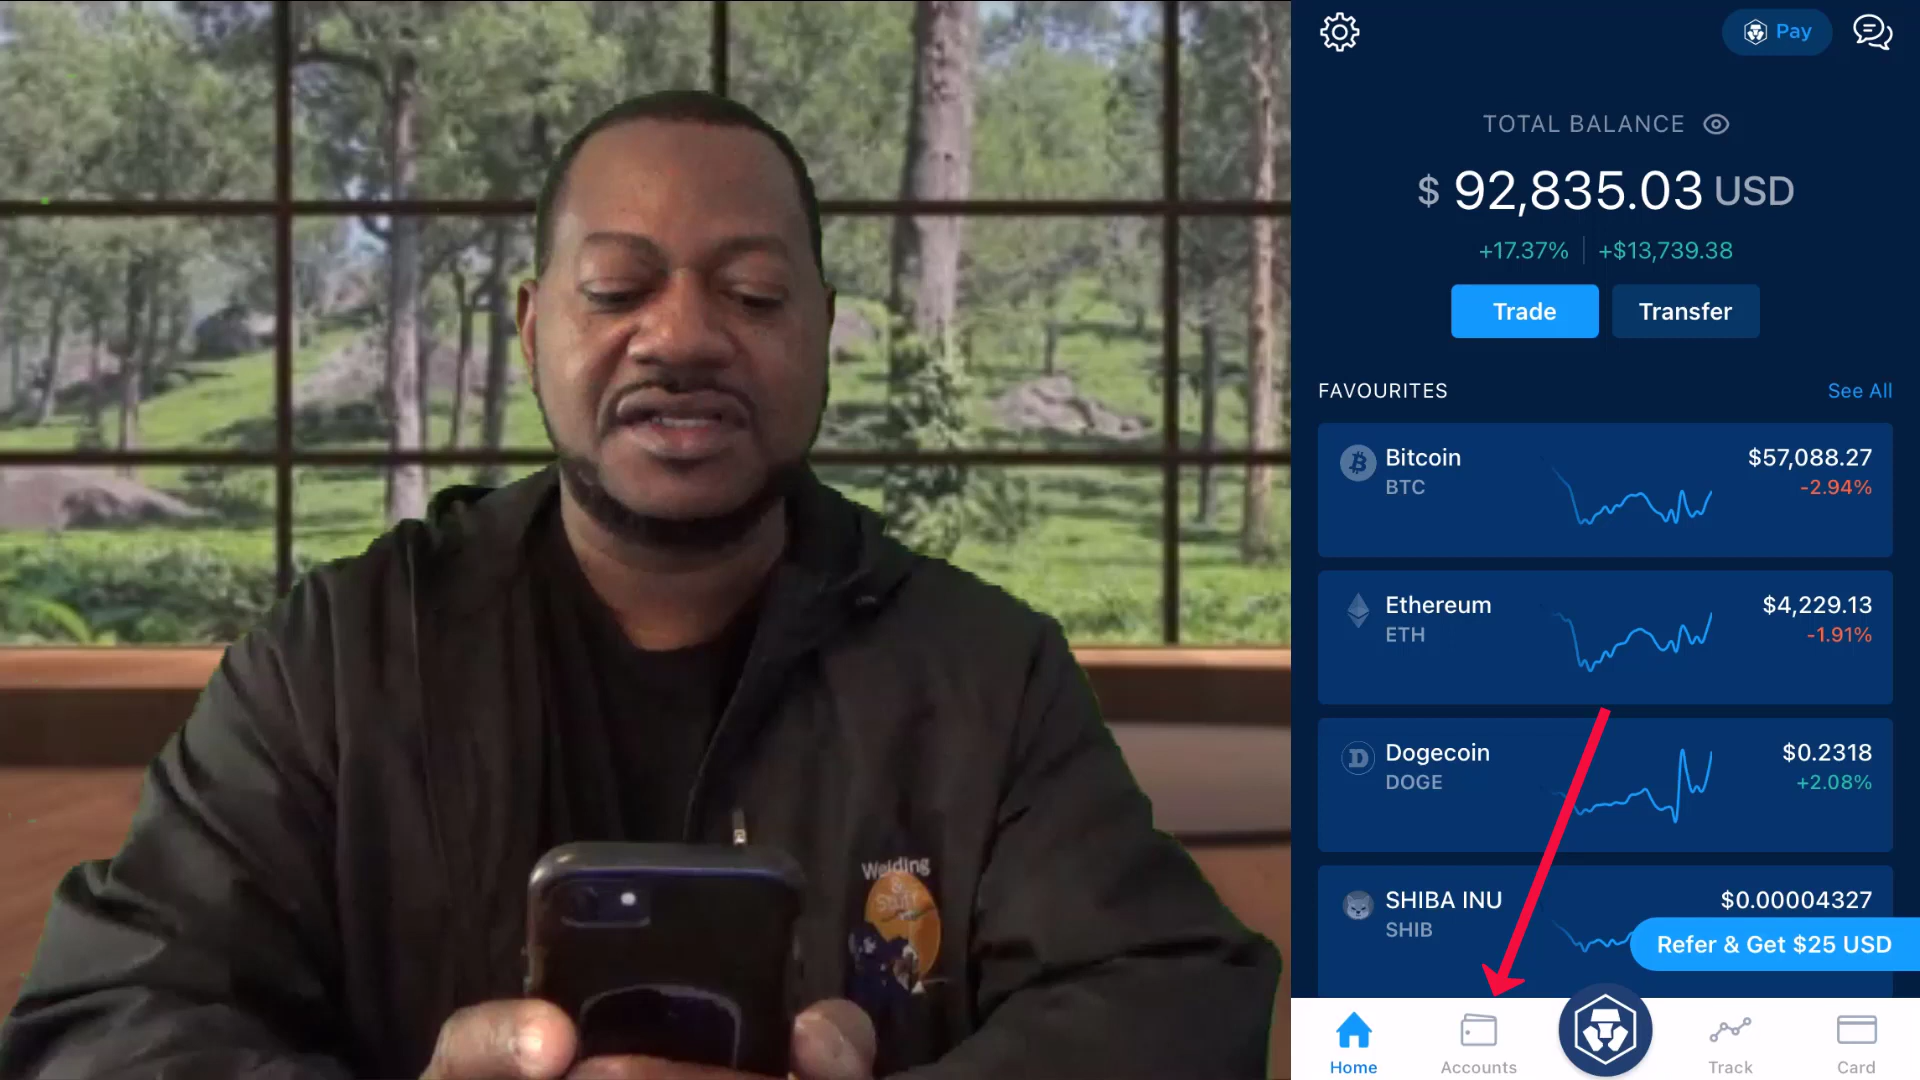 Pay
TOTAL BALANCE
$ 92,835.03 USD
+17.37% +$13,739.38
Trade Transfer
FAVOURITES See All
Bitcoin $57,088.27
BTC -2.94%
Ethereum $4,229.13
ETH -1.91%
Dogecoin $0.2318
DOGE +2.08%
SHIBA INU $0.00004327
SHIB
Refer & Get $25 USD
Home Accounts Track Card
Welding
&
Stuff